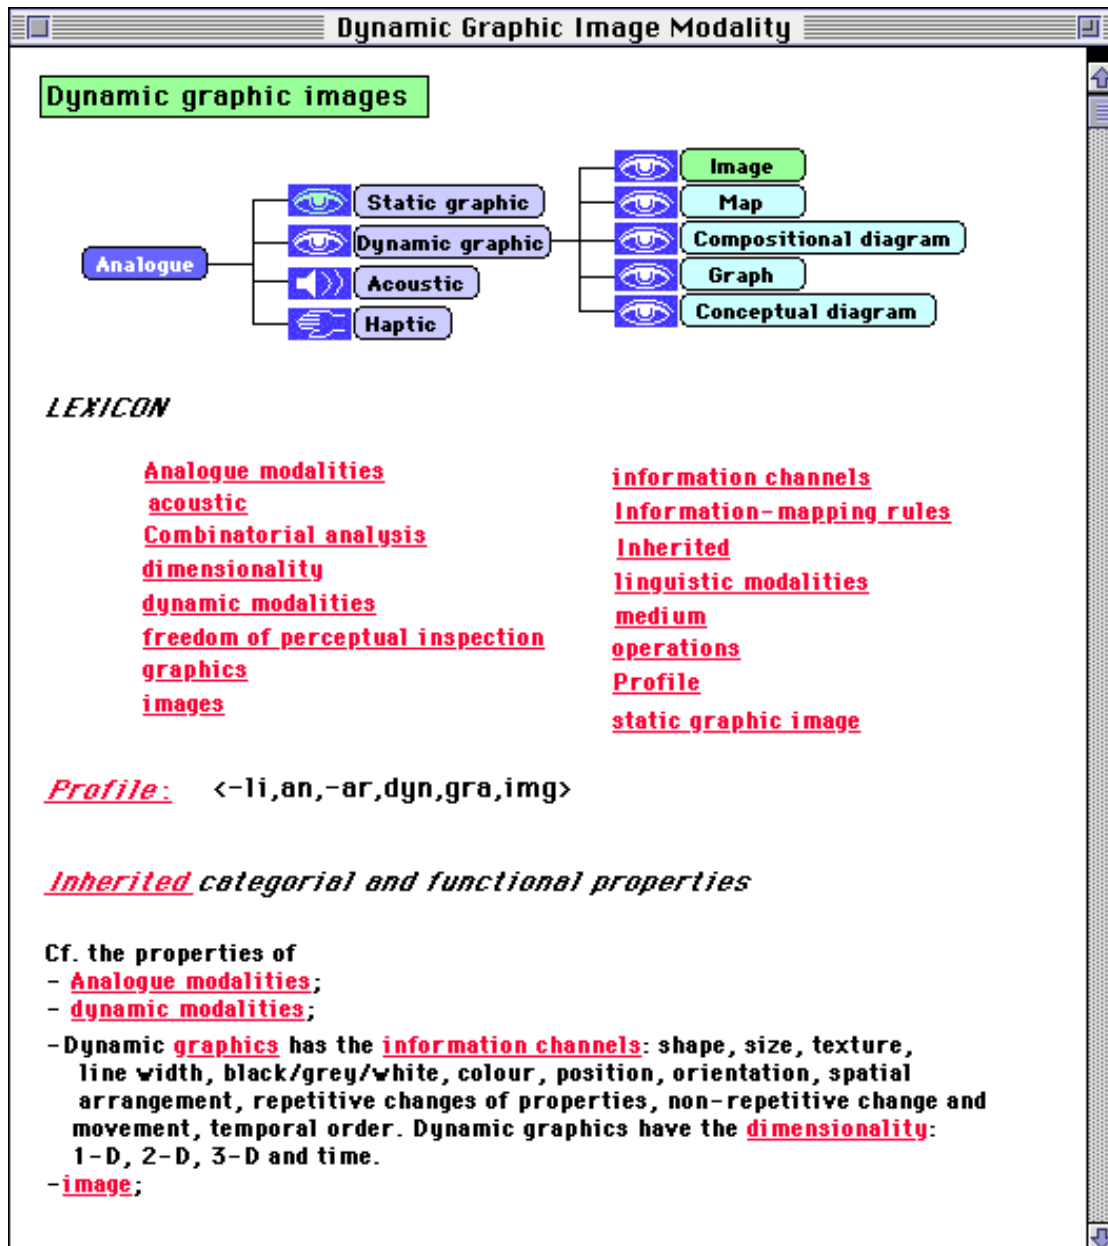 Dynamic Graphic Image Modality
Dynamic graphic images
Analogue
Static graphic
Dynamic graphic
Acoustic
Haptic
Image
Map
Compositional diagram
Graph
Conceptual diagram
LEXICON
Analogue modalities
acoustic
Combinatorial analysis
dimensionality
dynamic modalities
freedom of perceptual inspection
graphics
images
information channels
Information-mapping rules
Inherited
linguistic modalities
medium
operations
Profile
static graphic image
Profile: <-li,an,-ar,dyn,gra,img>
Inherited categorial and functional properties
Cf. the properties of
- Analogue modalities;
- dynamic modalities;
-Dynamic graphics has the information channels: shape, size, texture,
line width, black/grey/white, colour, position, orientation, spatial
arrangement, repetitive changes of properties, non-repetitive change and
movement, temporal order. Dynamic graphics have the dimensionality:
1-D, 2-D, 3-D and time.
-image;